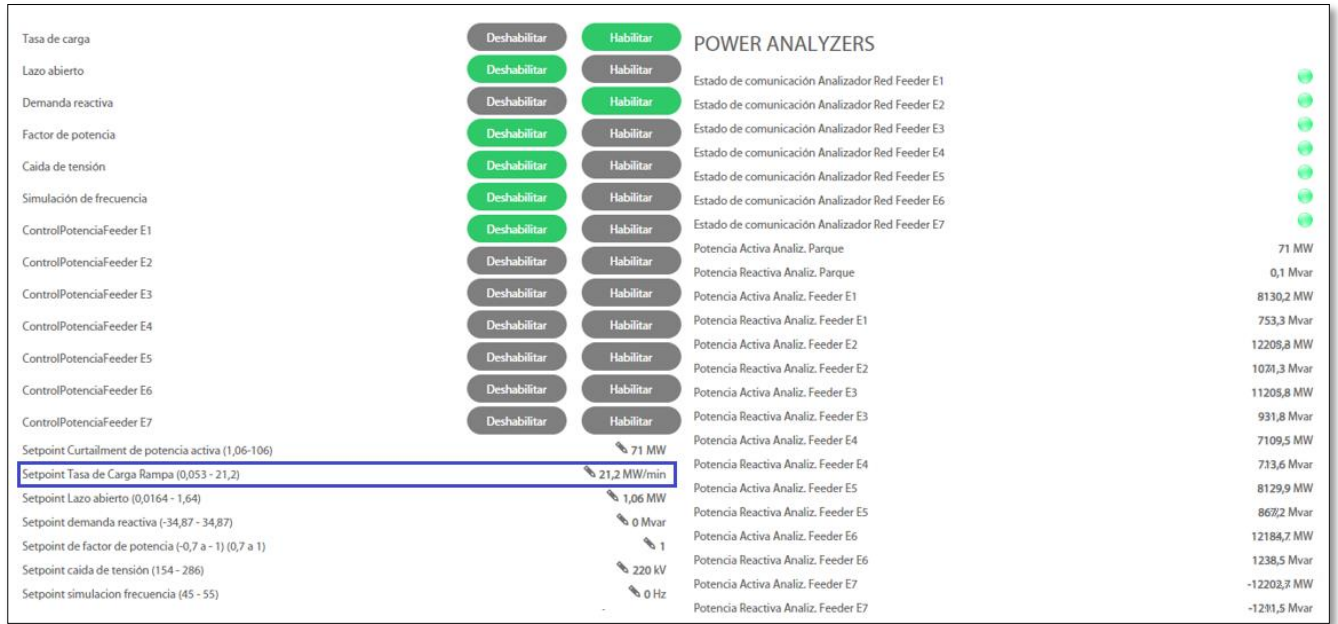 Tasa de carga Deshabilitar Habilitar
Lazo abierto Deshabilitar Habilitar
Demanda reactiva Deshabilitar Habilitar
Factor de potencia Deshabilitar Habilitar
Caida de tensión Deshabilitar Habilitar
Simulación de frecuencia Deshabilitar Habilitar
ControlPotenciaFeeder E1 Deshabilitar Habilitar
ControlPotenciaFeeder E2 Deshabilitar Habilitar
ControlPotenciaFeeder E3 Deshabilitar Habilitar
ControlPotenciaFeeder E4 Deshabilitar Habilitar
ControlPotenciaFeeder E5 Deshabilitar Habilitar
ControlPotenciaFeeder E6 Deshabilitar Habilitar
ControlPotenciaFeeder E7 Deshabilitar Habilitar
Setpoint Curtailment de potencia activa (1,06-106) 71 MW
Setpoint Tasa de Carga Rampa (0,053 - 21,2) 21,2 MW/min
Setpoint Lazo abierto (0,0164 - 1,64) 1,06 MW
Setpoint demanda reactiva (-34,87 - 34,87) 0 Mvar
Setpoint de factor de potencia (-0,7 a - 1) (0,7 a 1) 1
Setpoint caida de tensión (154 - 286) 220 kV
Setpoint simulacion frecuencia (45 - 55) 0 Hz
POWER ANALYZERS
Estado de comunicación Analizador Red Feeder E1
Estado de comunicación Analizador Red Feeder E2
Estado de comunicación Analizador Red Feeder E3
Estado de comunicación Analizador Red Feeder E4
Estado de comunicación Analizador Red Feeder E5
Estado de comunicación Analizador Red Feeder E6
Estado de comunicación Analizador Red Feeder E7
Potencia Activa Analiz. Parque 71 MW
Potencia Reactiva Analiz. Parque 0,1 Mvar
Potencia Activa Analiz. Feeder E1 8130,2 MW
Potencia Reactiva Analiz. Feeder E1 753,3 Mvar
Potencia Activa Analiz. Feeder E2 MW
Potencia Reactiva Analiz. Feeder E2 Mvar
Potencia Activa Analiz. Feeder E3 11205,8 MW
Potencia Reactiva Analiz. Feeder E3 931,8 Mvar
Potencia Activa Analiz. Feeder E4 7109,5 MW
Potencia Reactiva Analiz. Feeder E4 713,6 Mvar
Potencia Activa Analiz. Feeder E5 8129,9 MW
Potencia Reactiva Analiz. Feeder E5 Mvar
Potencia Activa Analiz. Feeder E6 12184,7 MW
Potencia Reactiva Analiz. Feeder E6 1238,5 Mvar
Potencia Activa Analiz. Feeder E7 MW
Potencia Reactiva Analiz. Feeder E7 Mvar